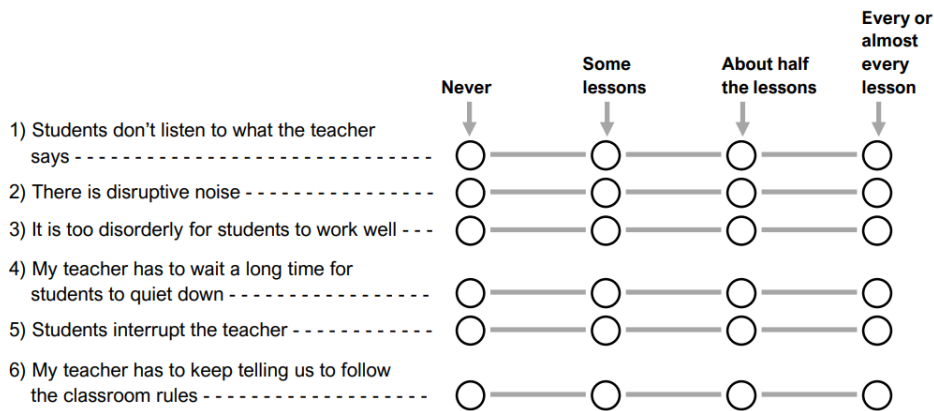 Every or
almost
every
lesson
About half
the lessons
Some
lessons
Never
1) Students don't listen to what the teacher
says - - - - - - - - - - - - - - - - - - - - - - - - - - - - - -
2) There is disruptive noise - - - - - - - - - - - - - - - -
3) It is too disorderly for students to work well - - -
4) My teacher has to wait a long time for
students to quiet down - - - - - - - - - - - - - - - - -
5) Students interrupt the teacher - - - - - - - - - - - -
6) My teacher has to keep telling us to follow
the classroom rules - - - - - - - - - - - - - - - - - - -